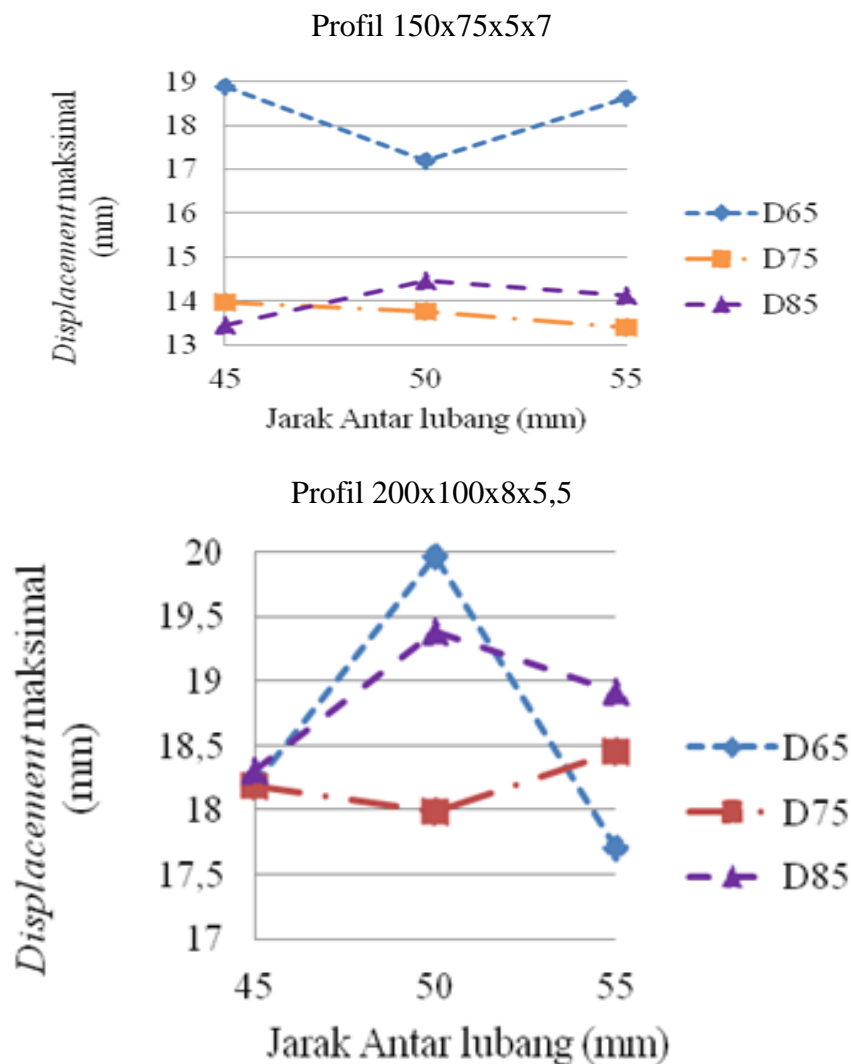 Profil 150x75x5x7
Displacement maksimal
(mm)
19
18
17
16
15
14
13
45 50 55
Jarak Antar lubang (mm)
D65
D75
D85
Profil 200x100x8x5,5
Displacement maksimal
(mm)
20
19,5
19
18,5
18
17,5
17
45 50 55
Jarak Antar lubang (mm)
D65
D75
D85